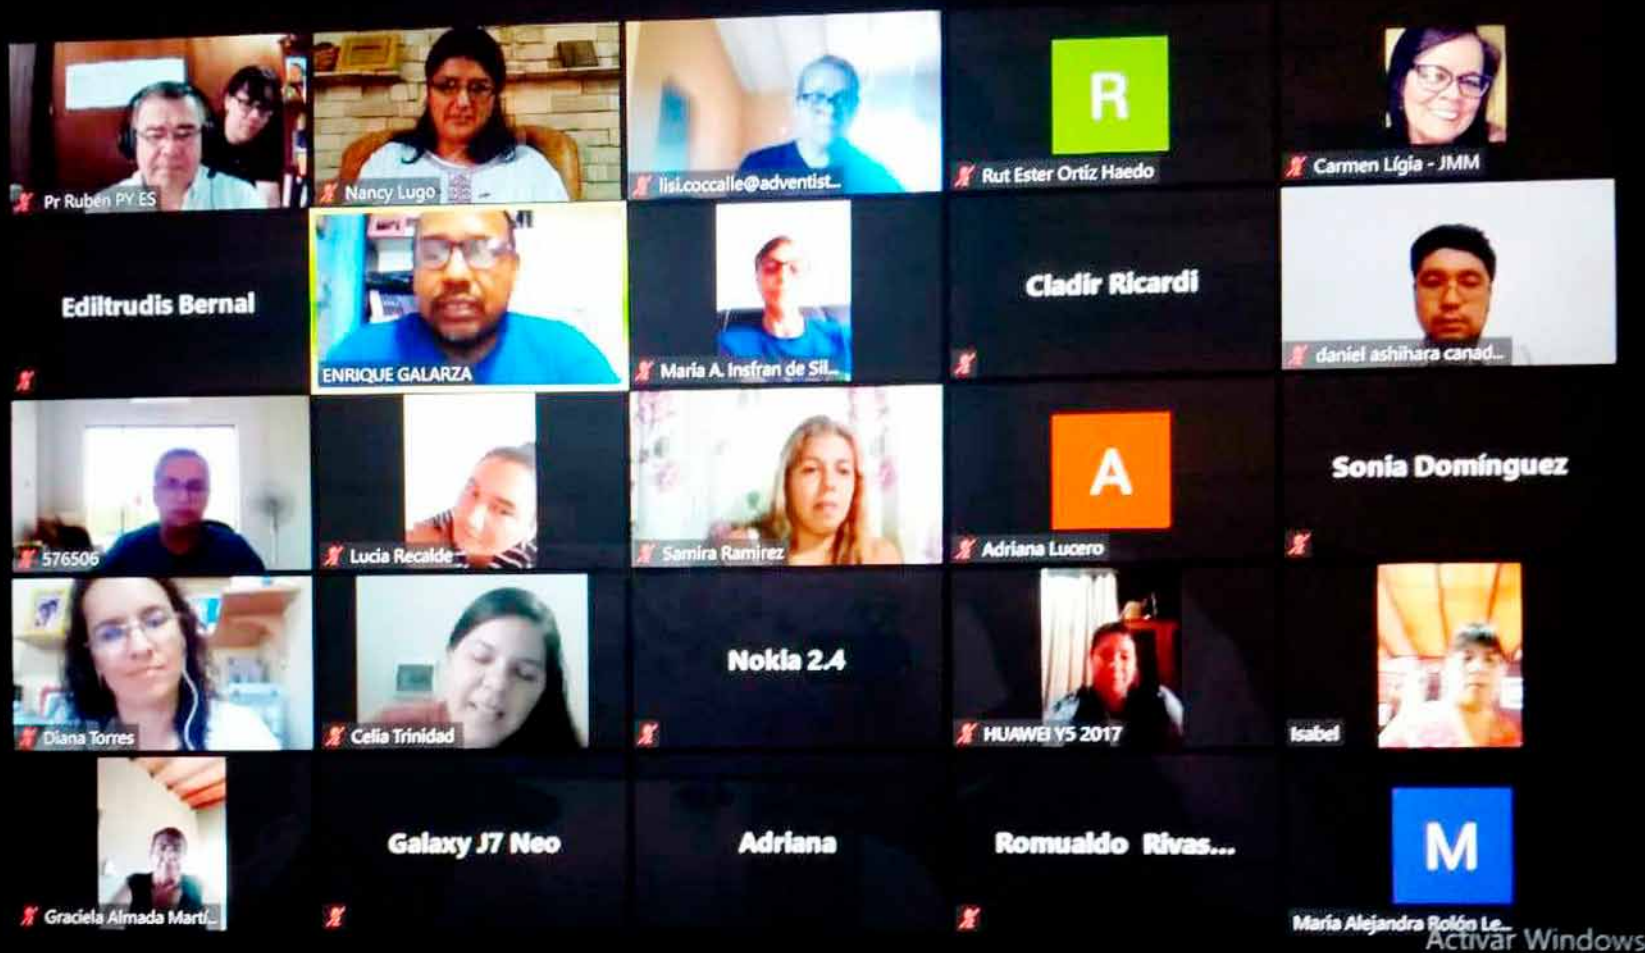 Pr Rubén PY ES
Nancy Lugo
lisi.coccalle@adventist...
R
Rut Ester Ortiz Haedo
Carmen Lígia - JMM
Ediltrudis Bernal
ENRIQUE GALARZA
Maria A. Insfran de Sil...
Cladir Ricardi
daniel ashihara canad...
576506
Lucia Recalde
Samira Ramirez
A
Adriana Lucero
Sonia Domínguez
Diana Torres
Celia Trinidad
Nokia 2.4
HUAWEI Y5 2017
Isabel
Graciela Almada Martí...
Galaxy J7 Neo
Adriana
Romualdo Rivas...
M
María Alejandra Rolón Le...
Activar Windows